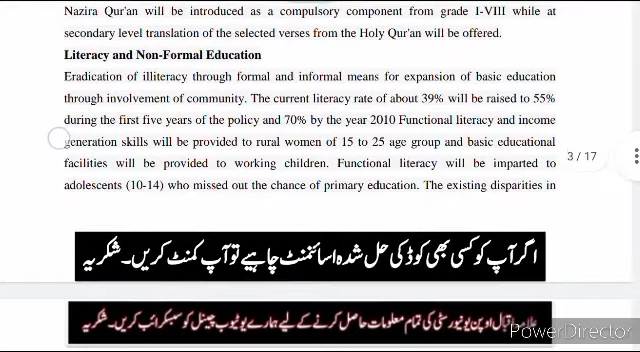 Nazira Qur'an will be introduced as a compulsory component from grade I-VIII while at
secondary level translation of the selected verses from the Holy Qur'an will be offered.
Literacy and Non-Formal Education
Eradication of illiteracy through formal and informal means for expansion of basic education
through involvement of community. The current literacy rate of about 39% will be raised to 55%
during the first five years of the policy and 70% by the year 2010 Functional literacy and income
generation skills will be provided to rural women of 15 to 25 age group and basic educational
facilities will be provided to working children. Functional literacy will be imparted to
3 / 17
adolescents (10-14) who missed out the chance of primary education. The existing disparities in
اگر آپ کو کسی بھی کوڈ کی حل شدہ اسائنمنٹ چاہیے تو آپ کمنٹ کریں۔ شکریہ
علامہ اقبال اوپن یونیورسٹی کی تمام معلومات حاصل کرنے کے لیے ہمارے یوٹیوب چینل کو سبسکرائب کریں۔ شکریہ
PowerDirector